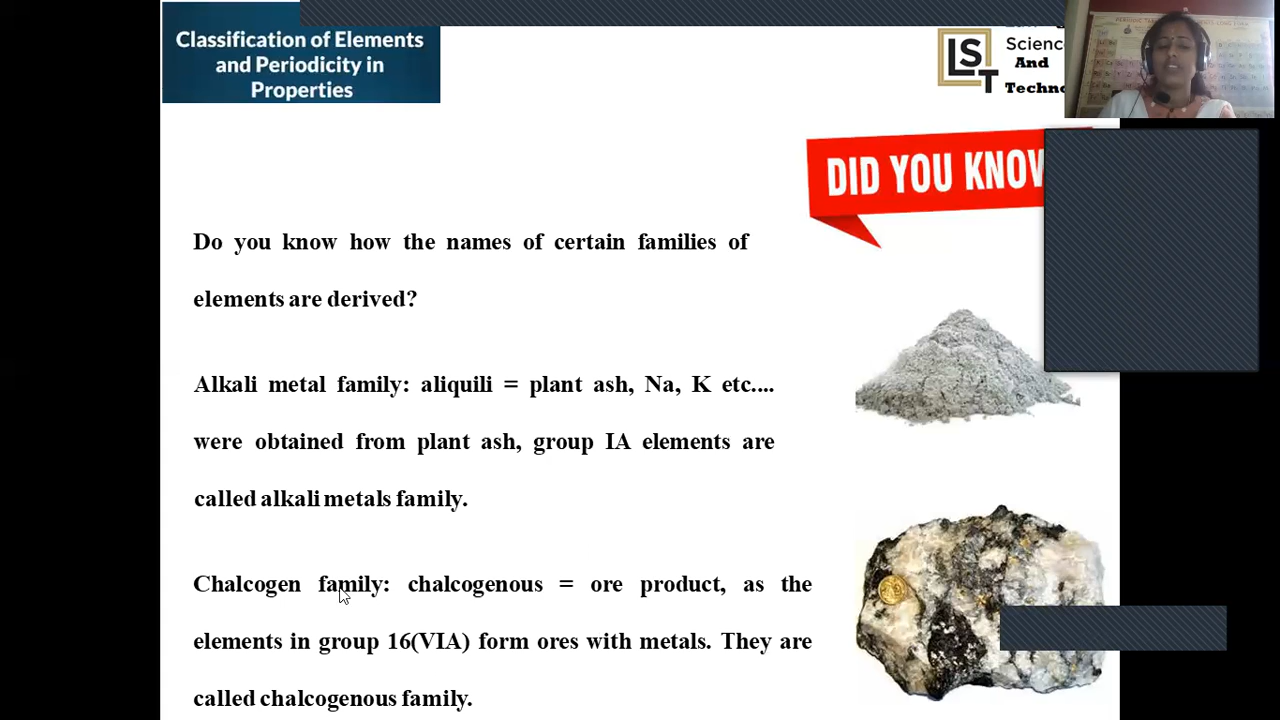 Classification of Elements
and Periodicity in
Properties
LST
Science
And
Techno
DID YOU KNOW
Do you know how the names of certain families of
elements are derived?
Alkali metal family: aliquili = plant ash, Na, K etc....
were obtained from plant ash, group IA elements are
called alkali metals family.
Chalcogen family: chalcogenous = ore product, as the
elements in group 16(VIA) form ores with metals. They are
called chalcogenous family.